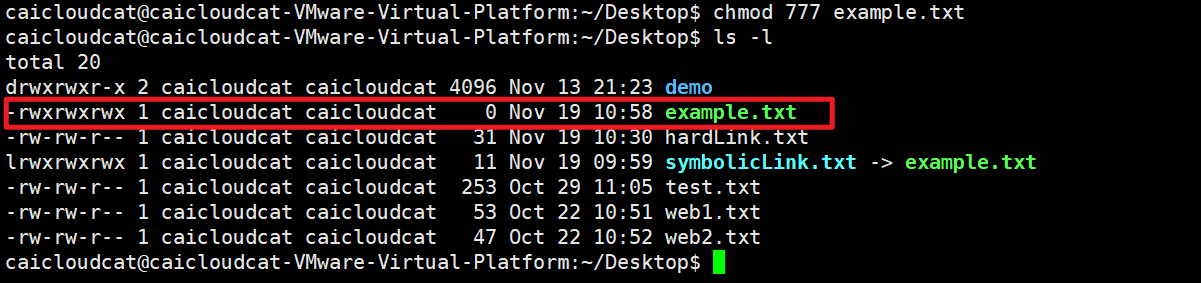 caicloudcat@caicloudcat-VMware-Virtual-Platform:~/Desktop$ chmod 777 example.txt
caicloudcat@caicloudcat-VMware-Virtual-Platform:~/Desktop$ ls -l
total 20
drwxrwxr-x 2 caicloudcat caicloudcat 4096 Nov 13 21:23 demo
-rwxrwxrwx 1 caicloudcat caicloudcat    0 Nov 19 10:58 example.txt
-rw-rw-r-- 1 caicloudcat caicloudcat   31 Nov 19 10:30 hardLink.txt
lrwxrwxrwx 1 caicloudcat caicloudcat   11 Nov 19 09:59 symbolicLink.txt -> example.txt
-rw-rw-r-- 1 caicloudcat caicloudcat  253 Oct 29 11:05 test.txt
-rw-rw-r-- 1 caicloudcat caicloudcat   53 Oct 22 10:51 web1.txt
-rw-rw-r-- 1 caicloudcat caicloudcat   47 Oct 22 10:52 web2.txt
caicloudcat@caicloudcat-VMware-Virtual-Platform:~/Desktop$